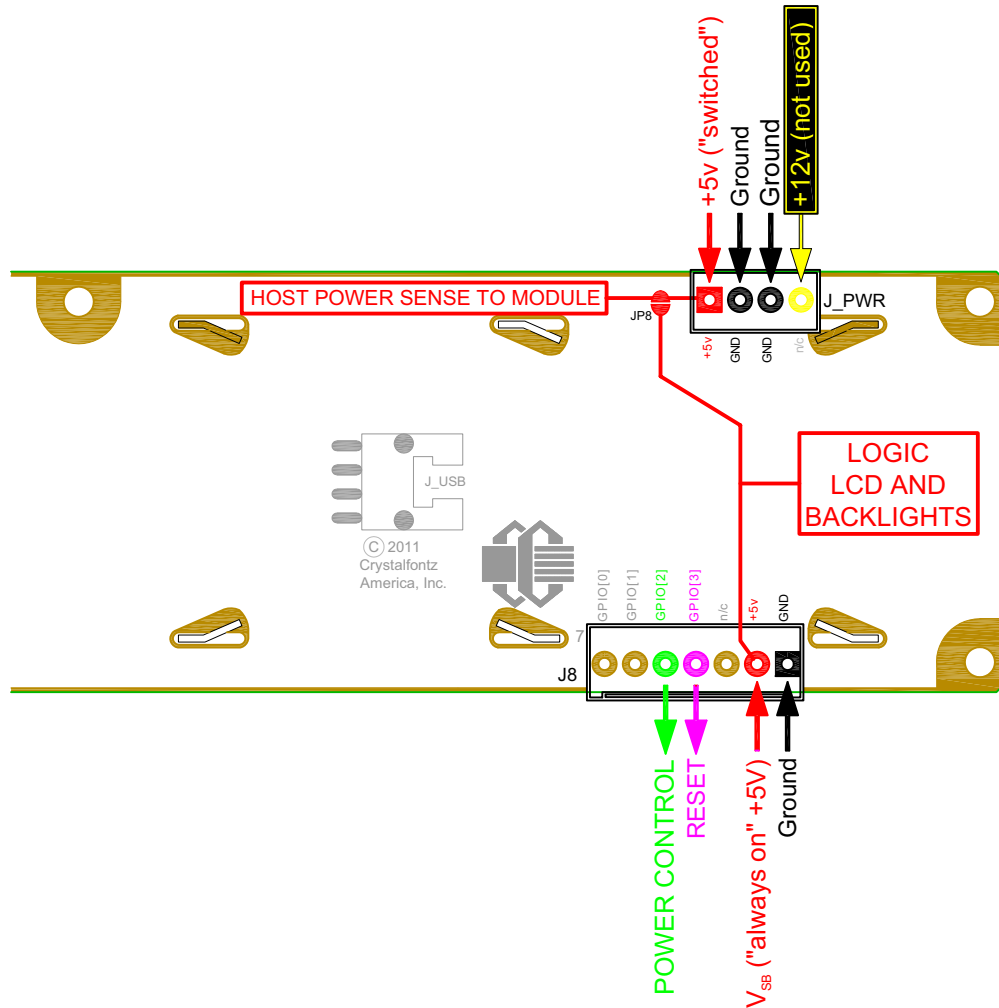 +5v ("switched")
Ground
Ground
+12v (not used)
HOST POWER SENSE TO MODULE
JP8
J_PWR
+5v
GND
GND
n/c
LOGIC
LCD AND
BACKLIGHTS
J_USB
© 2011
Crystalfontz
America, Inc.
GPIO[0]
GPIO[1]
GPIO[2]
GPIO[3]
n/c
+5v
GND
7
J8
POWER CONTROL
RESET
VSB ("always on" +5V)
Ground